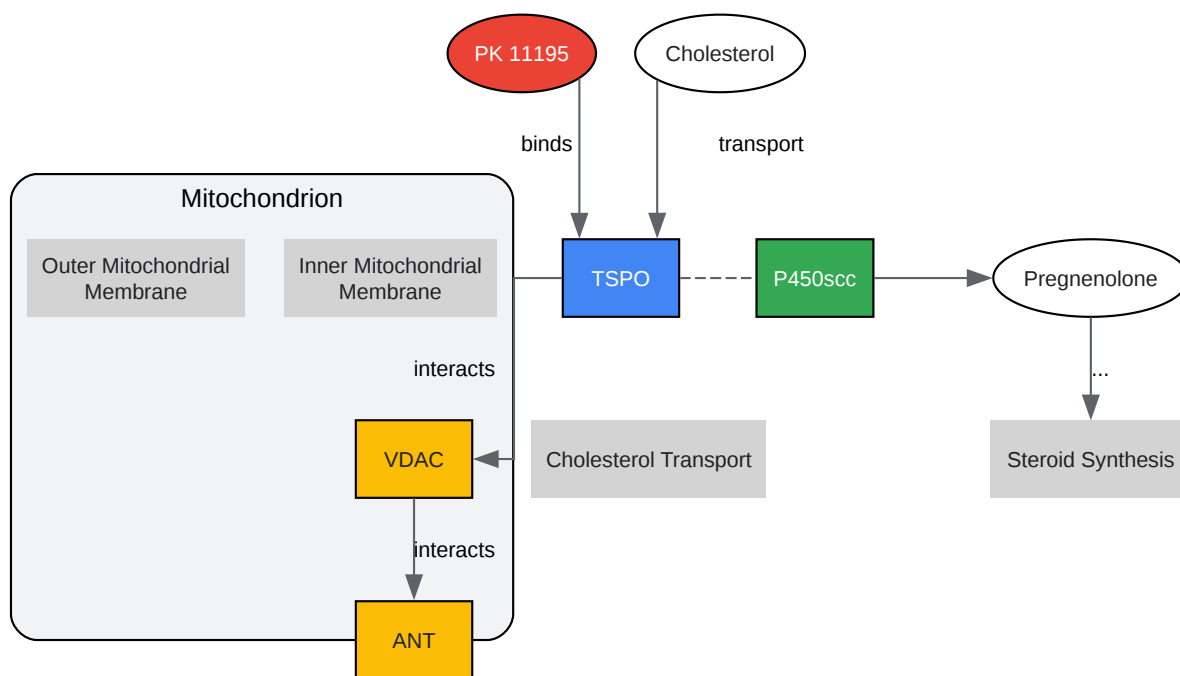 PK 11195
Cholesterol
binds
transport
Mitochondrion
Outer Mitochondrial
Membrane
Inner Mitochondrial
Membrane
TSPO
P450scc
Pregnenolone
interacts
...
VDAC
Cholesterol Transport
Steroid Synthesis
interacts
ANT